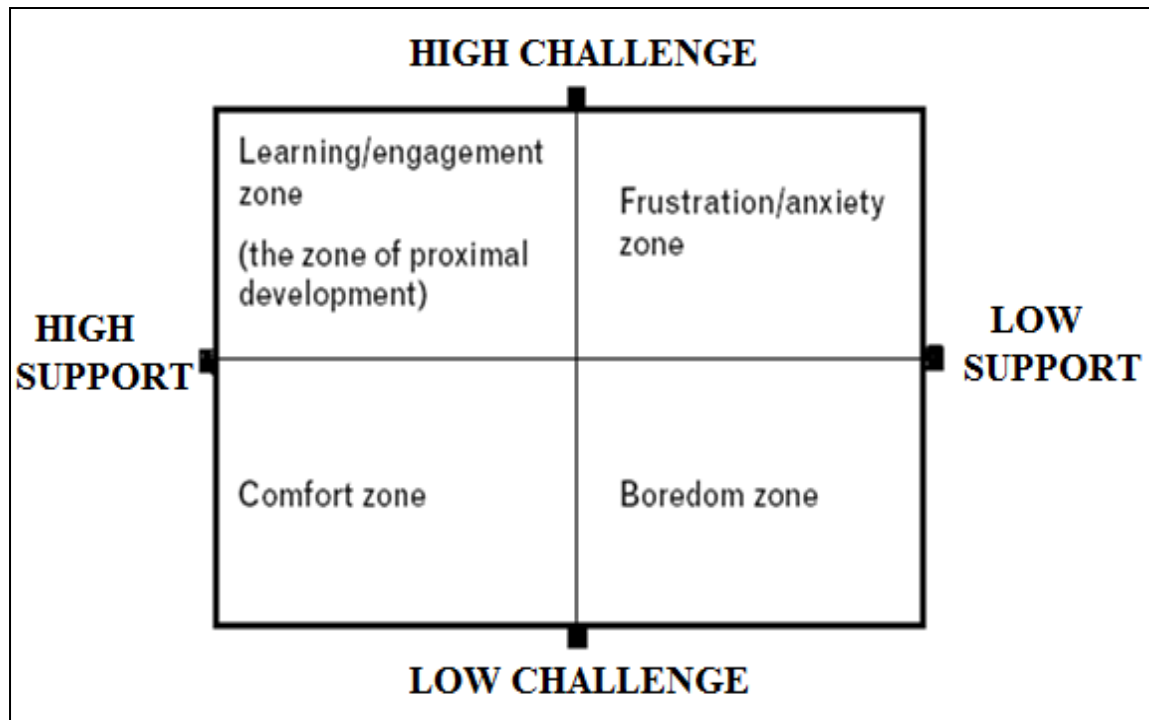 HIGH CHALLENGE
Learning/engagement
zone
(the zone of proximal
development)
Frustration/anxiety
zone
HIGH
SUPPORT
LOW
SUPPORT
Comfort zone
Boredom zone
LOW CHALLENGE